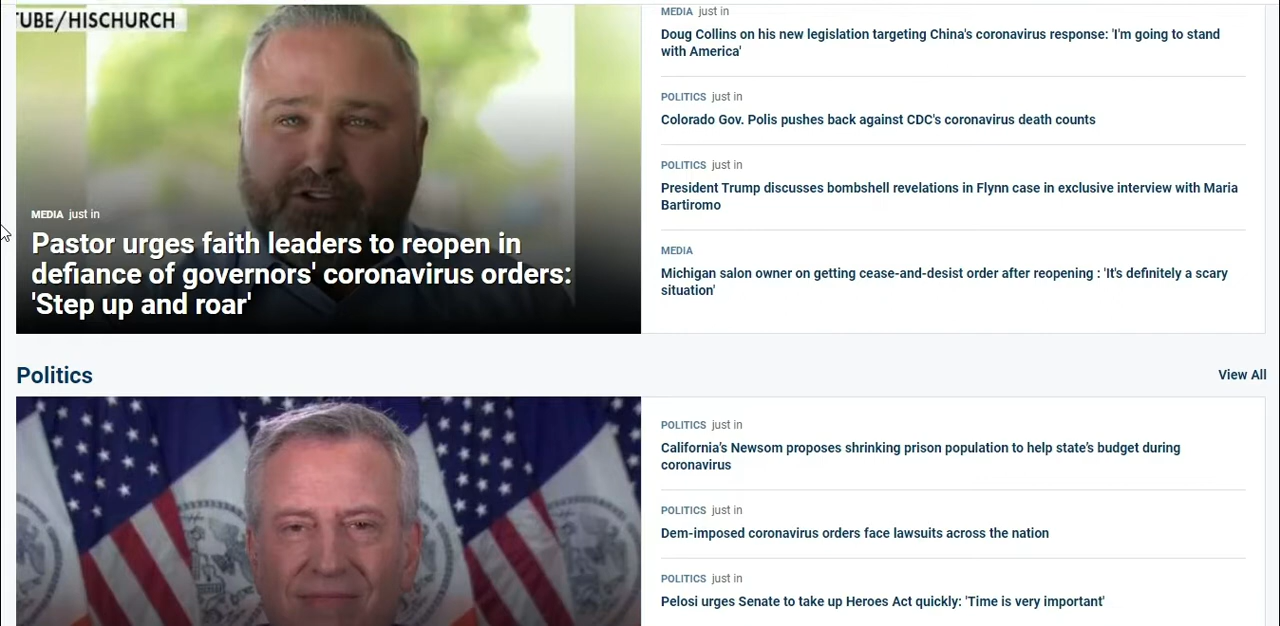 TUBE/HISCHURCH
MEDIA just in
Pastor urges faith leaders to reopen in
defiance of governors' coronavirus orders:
'Step up and roar'
MEDIA just in
Doug Collins on his new legislation targeting China's coronavirus response: 'I'm going to stand
with America'
POLITICS just in
Colorado Gov. Polis pushes back against CDC's coronavirus death counts
POLITICS just in
President Trump discusses bombshell revelations in Flynn case in exclusive interview with Maria
Bartiromo
MEDIA
Michigan salon owner on getting cease-and-desist order after reopening : 'It's definitely a scary
situation'
Politics
View All
POLITICS just in
California's Newsom proposes shrinking prison population to help state's budget during
coronavirus
POLITICS just in
Dem-imposed coronavirus orders face lawsuits across the nation
POLITICS just in
Pelosi urges Senate to take up Heroes Act quickly: 'Time is very important'